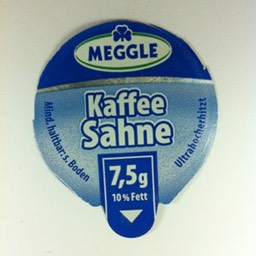 MEGGLE
Kaffee
Sahne
Mind. haltbar: s. Boden
Ultrahocherhitzt
7,5g
10% Fett